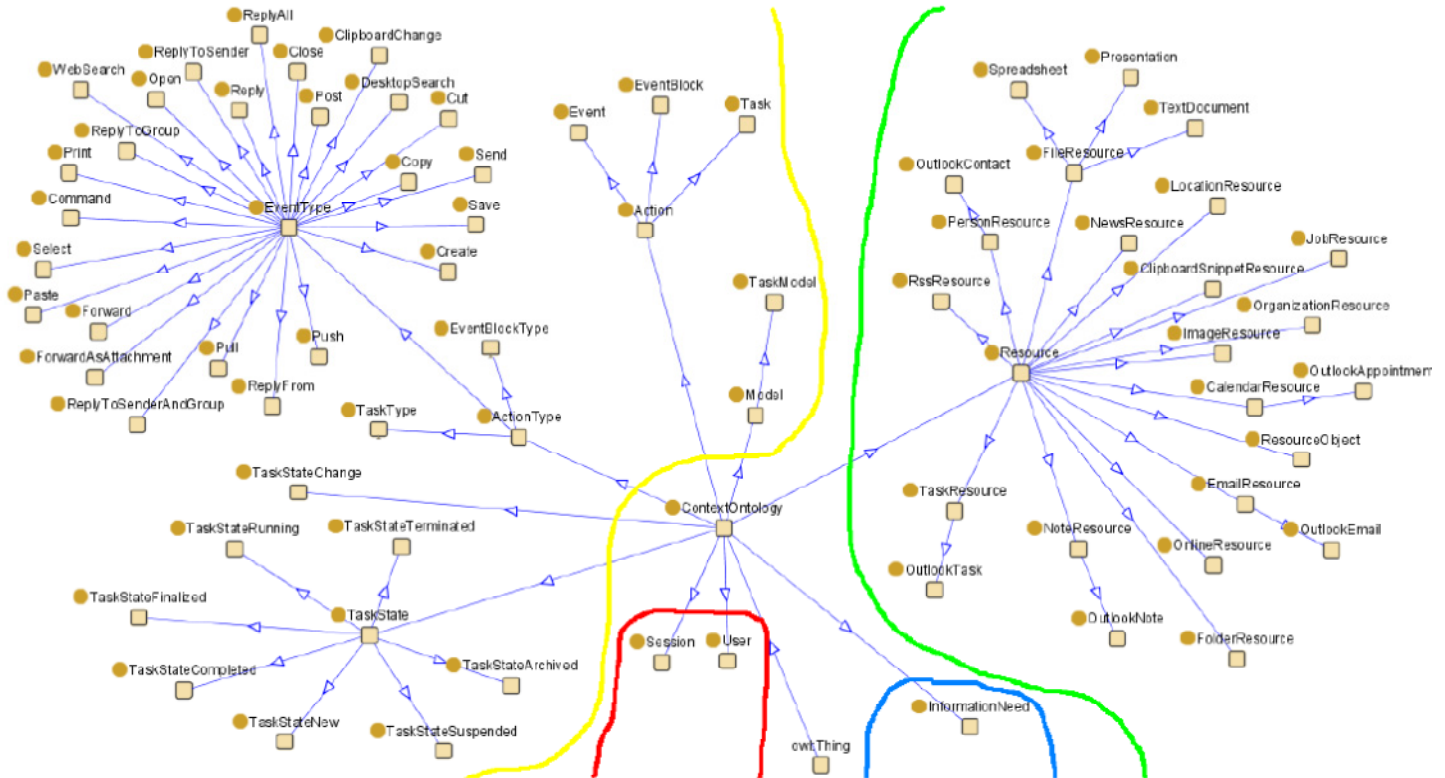 ReplyAll
ReplyToSender
Close
ClipboardChange
WebSearch
Open
Reply
Post
DesktopSearch
Cut
ReplyToGroup
Print
Copy
Send
Command
EventType
Save
Select
Create
Paste
Forward
Push
ForwardAsAttachment
Pull
ReplyFrom
ReplyToSenderAndGroup
EventBlock
Event
Task
Action
TaskModel
EventBlockType
Model
TaskType
ActionType
TaskStateChange
ContextOntology
TaskStateRunning
TaskStateTerminated
TaskStateFinalized
TaskState
TaskStateCompleted
TaskStateArchived
TaskStateNew
TaskStateSuspended
Session
User
InformationNeed
owl:Thing
Presentation
Spreadsheet
TextDocument
OutlookContact
FileResource
LocationResource
PersonResource
NewsResource
JobResource
RssResource
ClipboardSnippetResource
OrganizationResource
ImageResource
Resource
OutlookAppointmen
CalendarResource
ResourceObject
TaskResource
EmailResource
NoteResource
OnlineResource
OutlookEmail
OutlookTask
OutlookNote
FolderResource